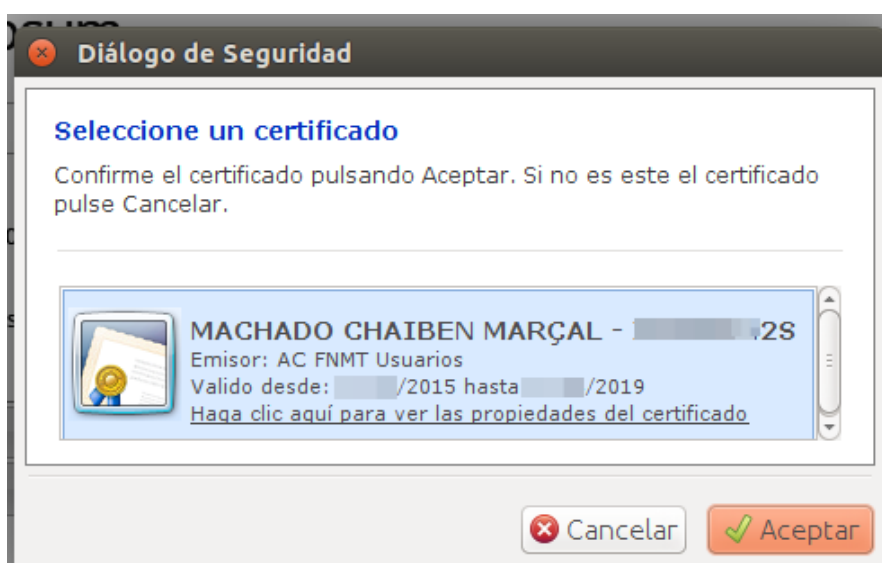 Diálogo de Seguridad
Seleccione un certificado
Confirme el certificado pulsando Aceptar. Si no es este el certificado
pulse Cancelar.
MACHADO CHAIBEN MARÇAL - 2S
Emisor: AC FNMT Usuarios
Valido desde: /2015 hasta /2019
Haga clic aquí para ver las propiedades del certificado
Cancelar
Aceptar